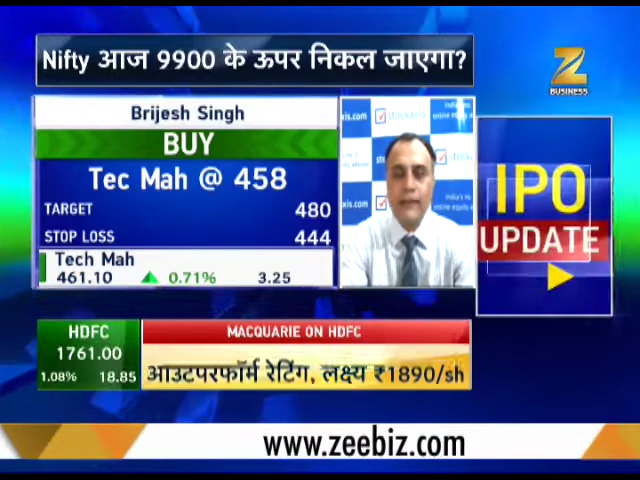 Nifty आज 9900 के ऊपर निकल जाएगा?
Z
BUSINESS
Brijesh Singh
BUY
Tec Mah @ 458
TARGET 480
STOP LOSS 444
Tech Mah
461.10 0.71% 3.25
IPO
UPDATE
HDFC
1761.00
1.08% 18.85
MACQUARIE ON HDFC
आउटपरफॉर्म रेटिंग, लक्ष्य ₹1890/sh
www.zeebiz.com